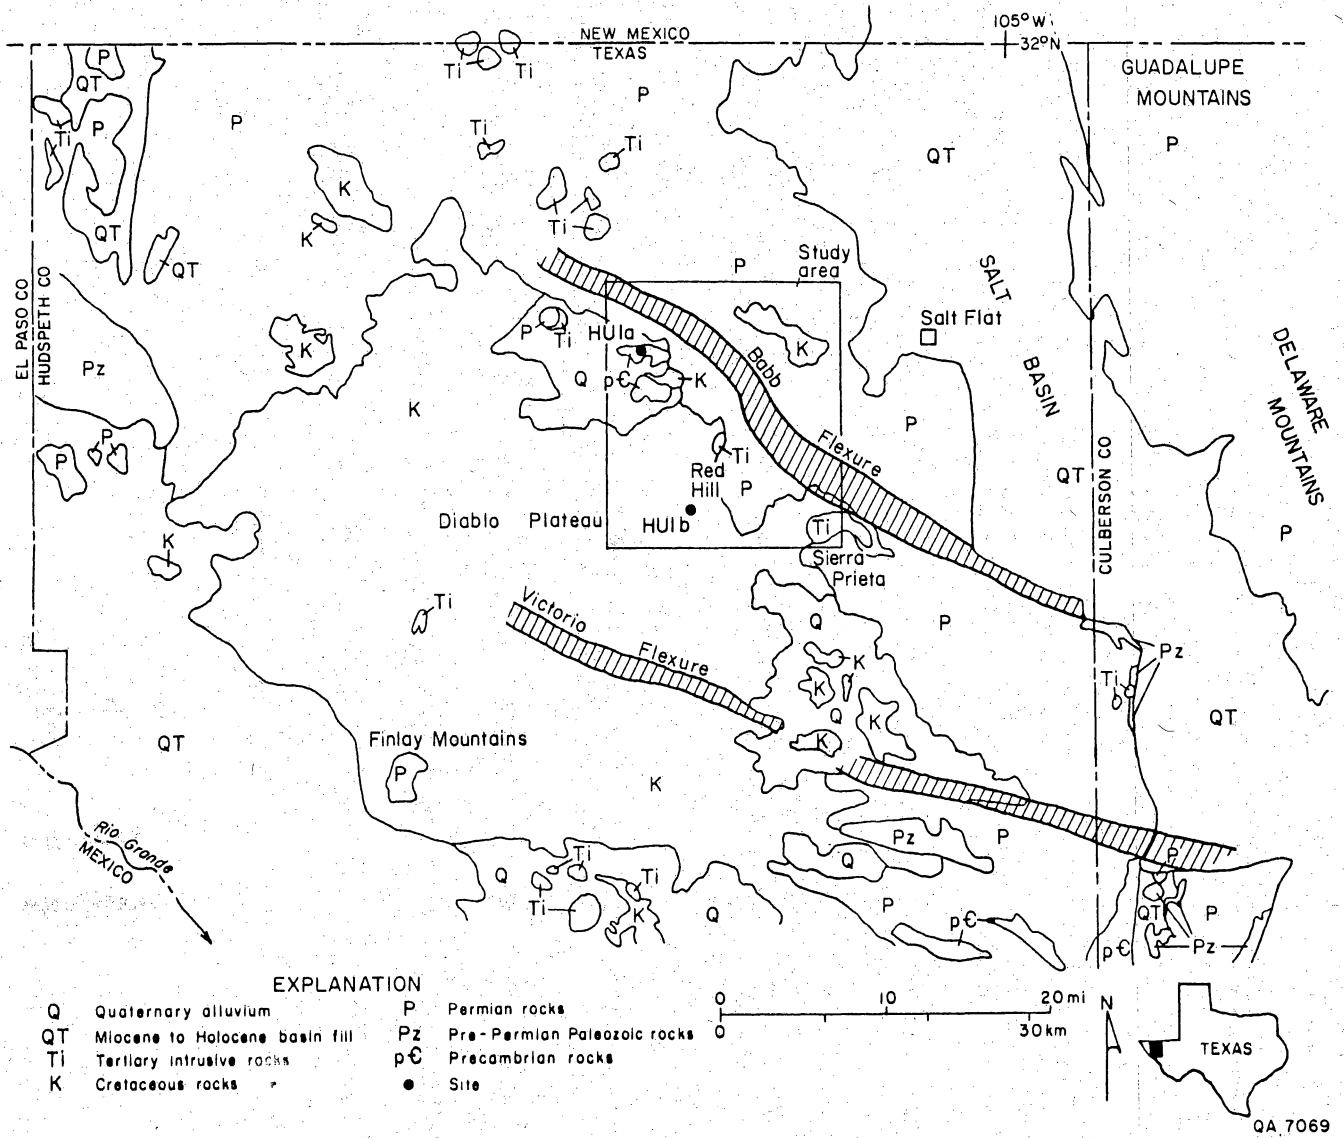 105° W
NEW MEXICO
TEXAS
32° N
GUADALUPE
MOUNTAINS
P
QT
Ti
Ti
P
P
Ti
P
Ti
Ti
QT
P
K
K
Ti
QT
QT
P
Study
area
SALT
BASIN
Salt Flat
EL PASO CO
HUDSPETH CO
P
Ti
HU1a
K
K
Babb
Flexure
DELAWARE
MOUNTAINS
Pz
Q
p€
K
K
P
P
P
Ti
Red
Hill
P
QT
CULBERSON CO
Diablo Plateau
HU1b
Ti
P
K
Sierra
Prieta
Ti
Victorio
Flexure
Q
P
K
Pz
K
Ti
Q
K
QT
QT
Finlay Mountains
K
P
K
Rio Grande
MEXICO
Pz
P
Q
P
Q
Ti
Ti
Ti
K
Q
P
p€
QT
P
p€
Pz
EXPLANATION
Q Quaternary alluvium
QT Miocene to Holocene basin fill
Ti Tertiary intrusive rocks
K Cretaceous rocks
P Permian rocks
Pz Pre-Permian Paleozoic rocks
p€ Precambrian rocks
Site
0 10 20 mi
0 30 km
N
TEXAS
QA 7069